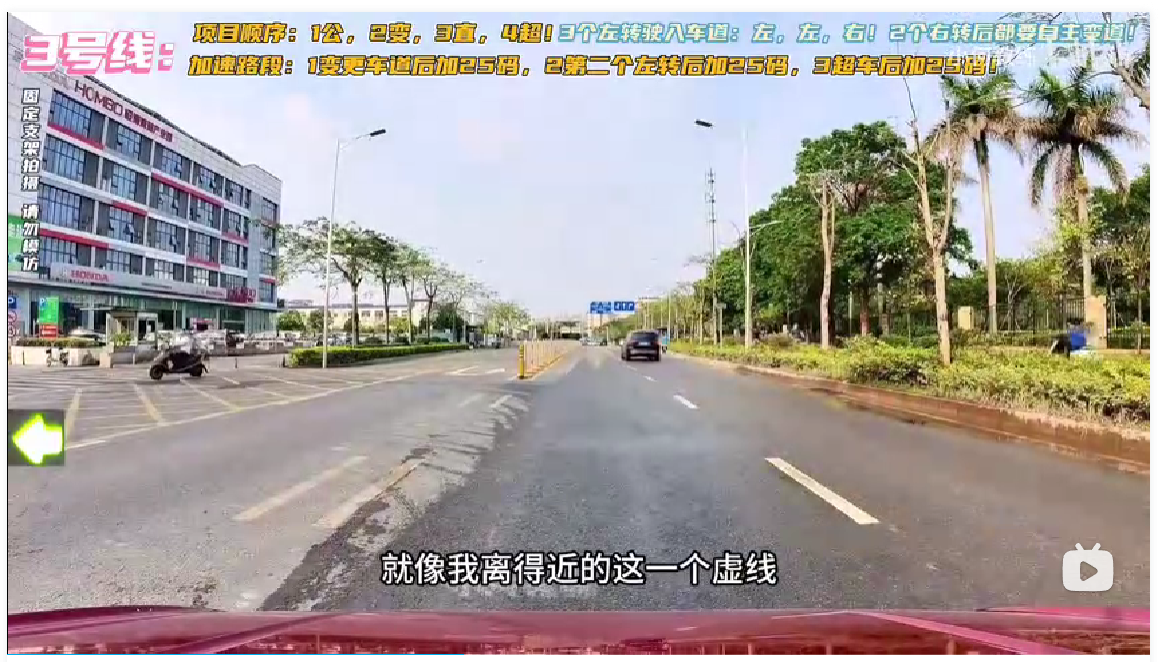 3号线:
项目顺序：1公，2变，3直，4超！3个左转驶入车道：左，左，右！2个右转后都要自主变道！
加速路段：1变更车道后加25码，2第二个左转后加25码，3超车后加25码！
固定支架拍摄 请勿模仿
HOMBO
HONDA
P
就像我离得近的这一个虚线